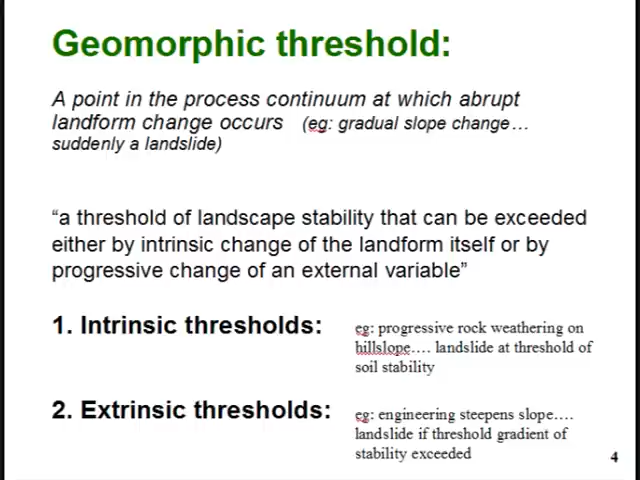 Geomorphic threshold:
A point in the process continuum at which abrupt
landform change occurs (eg: gradual slope change…
suddenly a landslide)
“a threshold of landscape stability that can be exceeded
either by intrinsic change of the landform itself or by
progressive change of an external variable”
1. Intrinsic thresholds:
eg: progressive rock weathering on
hillslope…. landslide at threshold of
soil stability
2. Extrinsic thresholds:
eg: engineering steepens slope….
landslide if threshold gradient of
stability exceeded
4